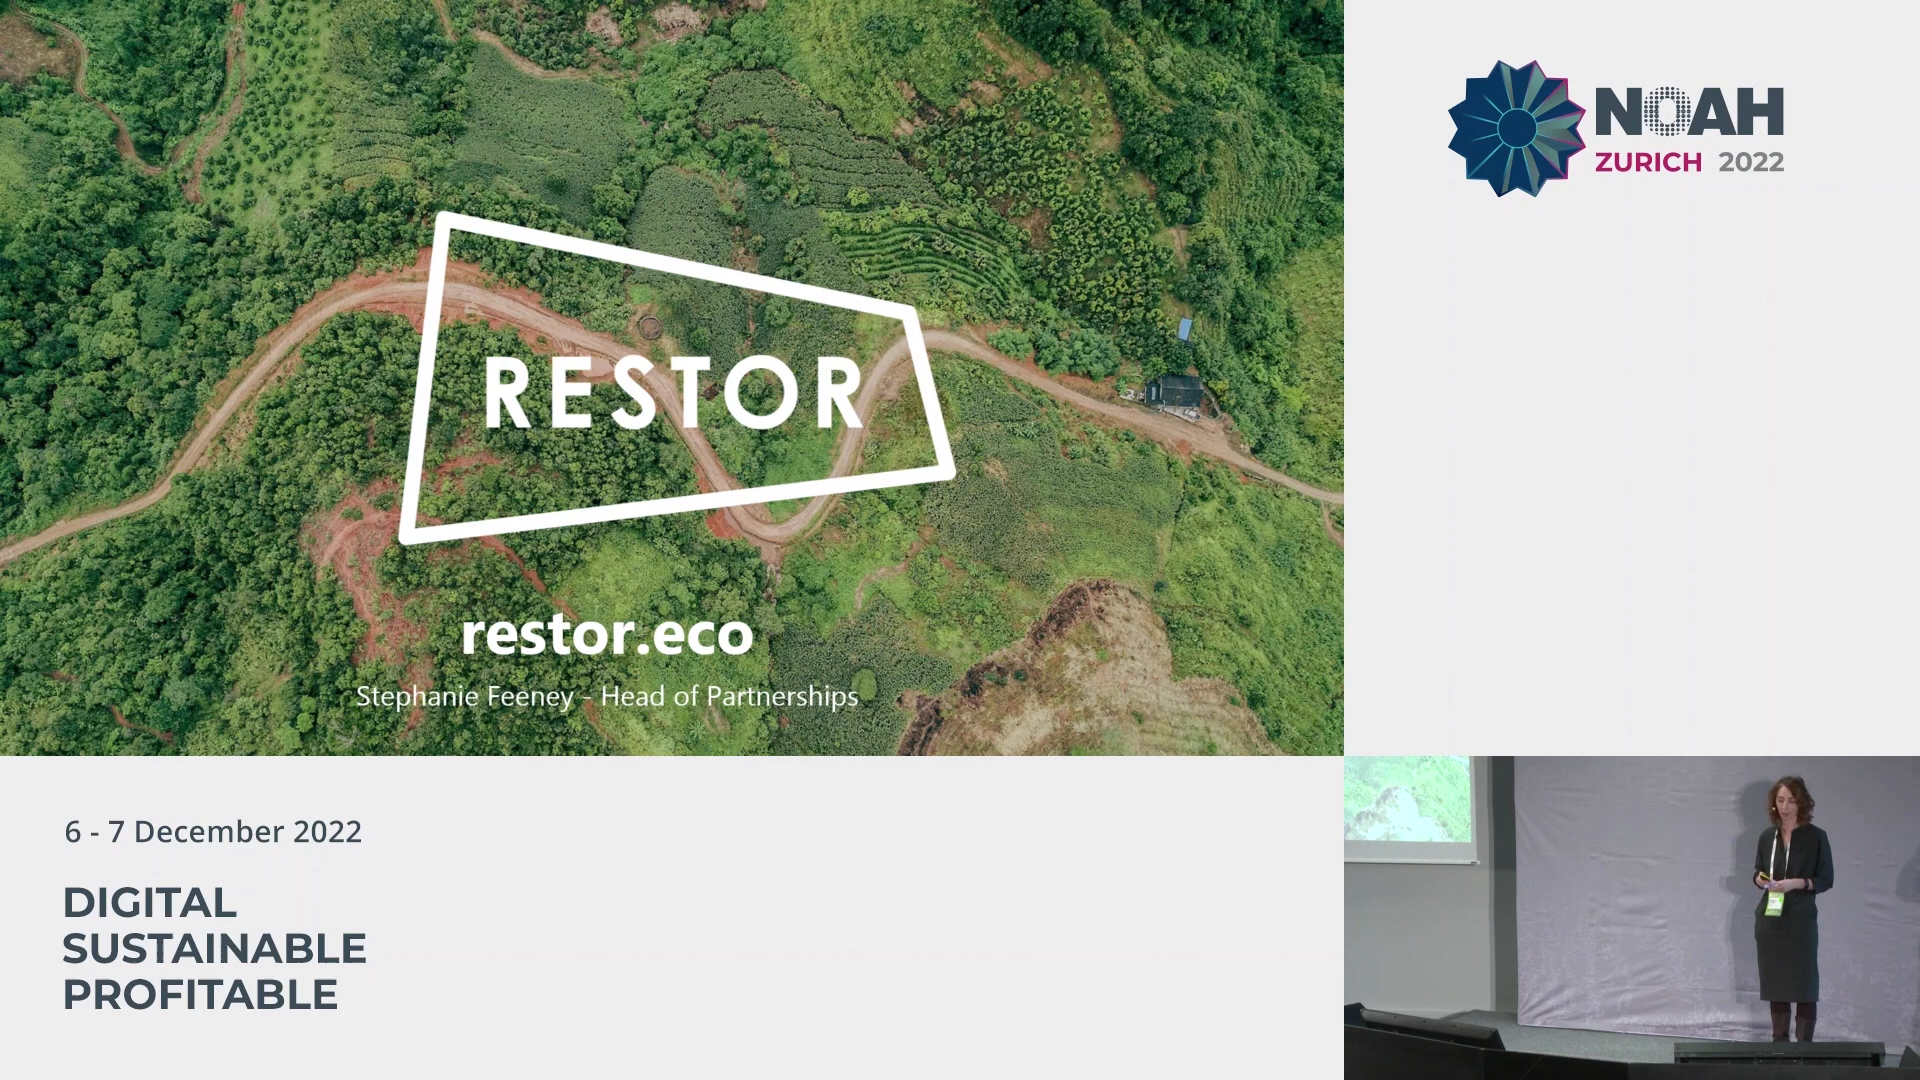 RESTOR
restor.eco
Stephanie Feeney - Head of Partnerships
NOAH
ZURICH 2022
6 - 7 December 2022
DIGITAL
SUSTAINABLE
PROFITABLE